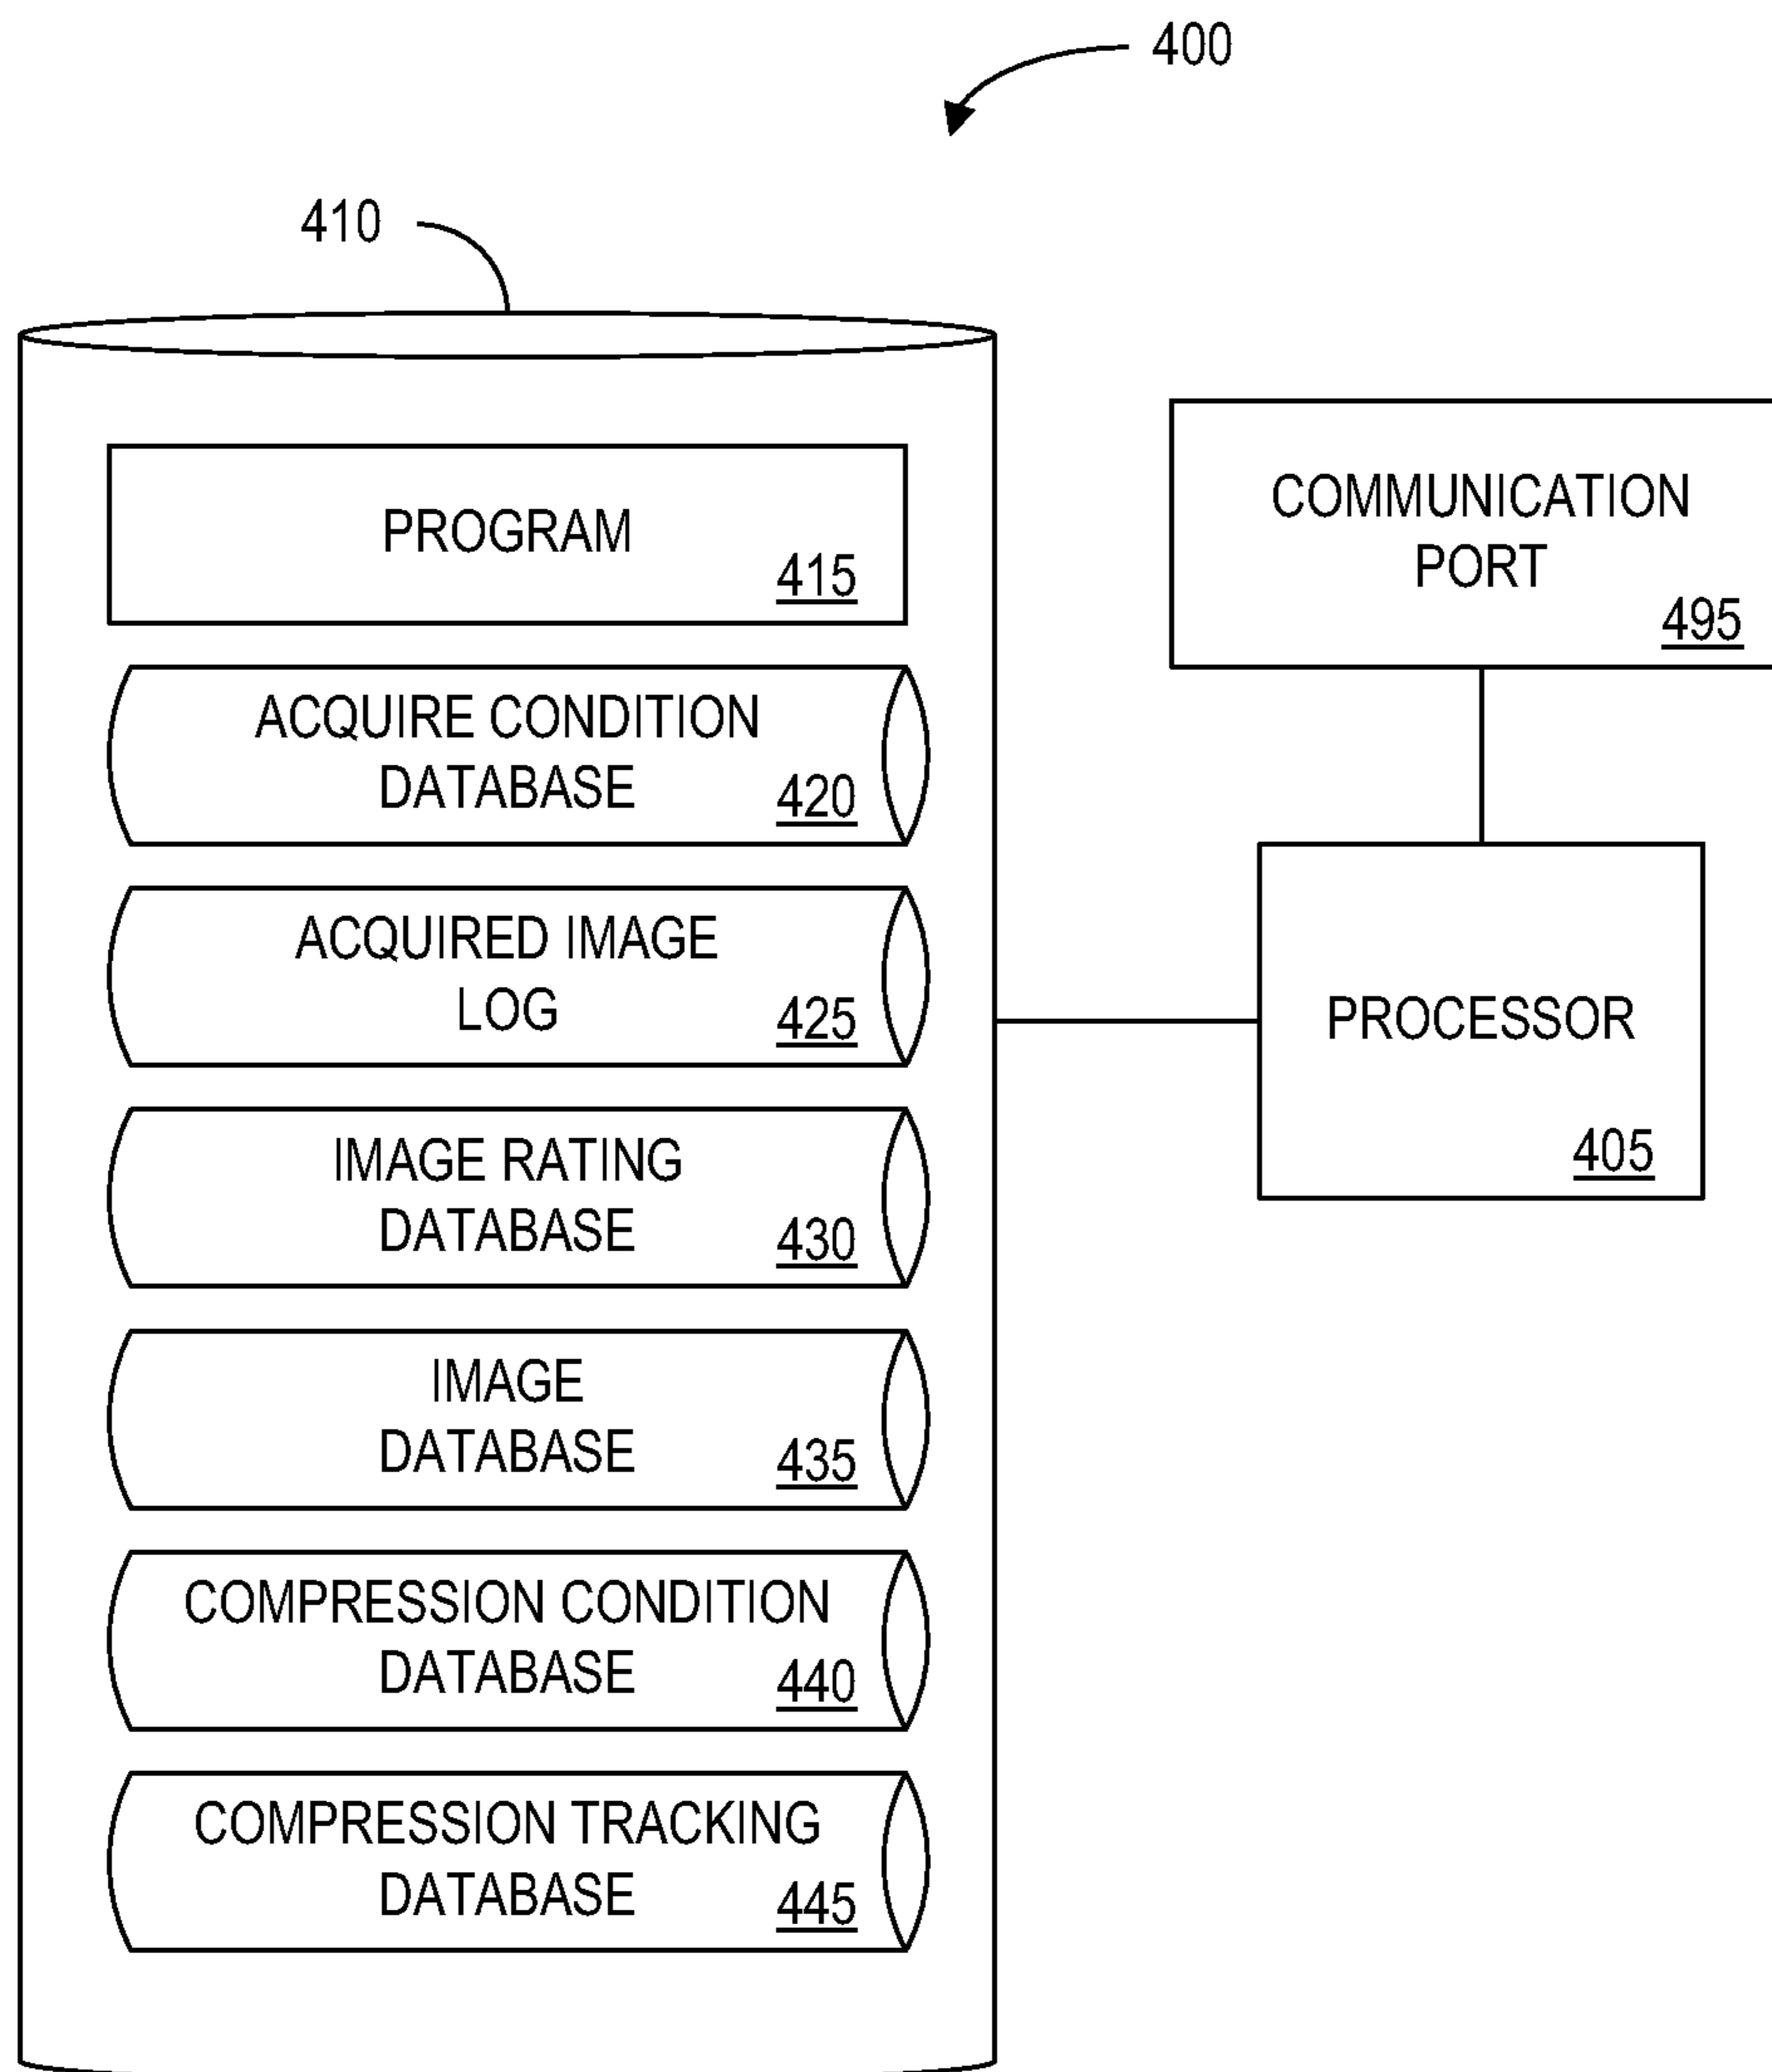 400
410
PROGRAM
415
ACQUIRE CONDITION
DATABASE
420
ACQUIRED IMAGE
LOG
425
IMAGE RATING
DATABASE
430
IMAGE
DATABASE
435
COMPRESSION CONDITION
DATABASE
440
COMPRESSION TRACKING
DATABASE
445
COMMUNICATION
PORT
495
PROCESSOR
405